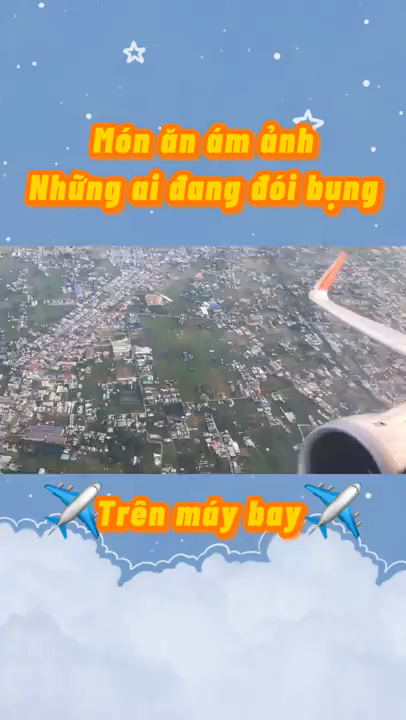 Món ăn ám ảnh
Những ai đang đói bụng
Trên máy bay